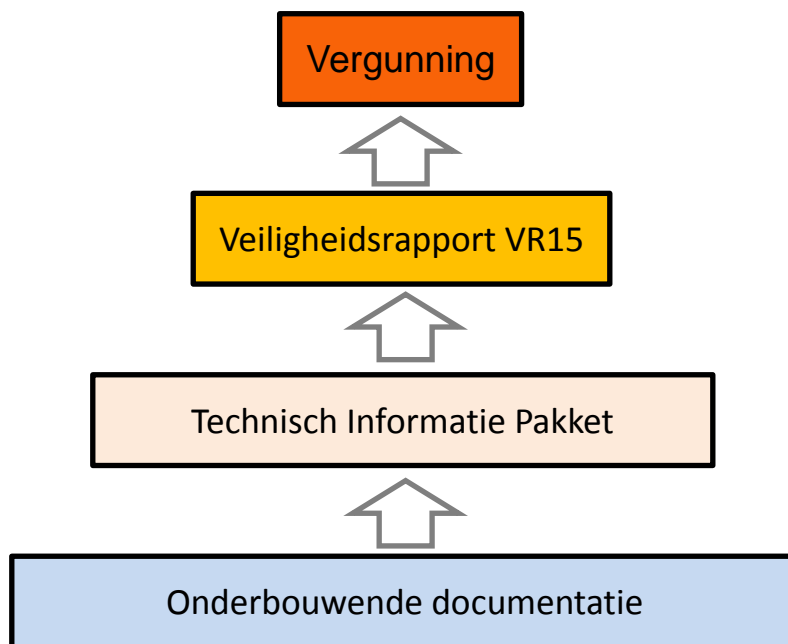 Vergunning
Veiligheidsrapport VR15
Technisch Informatie Pakket
Onderbouwende documentatie